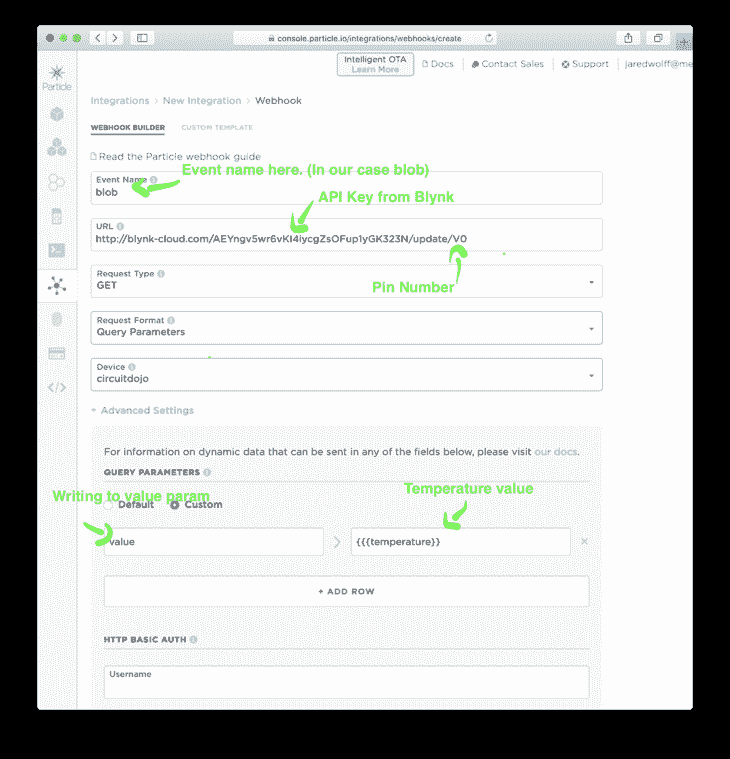 console.particle.io/integrations/webhooks/create
Intelligent OTA
Learn More
Docs
Contact Sales
Support
jaredwolff@me
Particle
Integrations > New Integration > Webhook
WEBHOOK BUILDER
CUSTOM TEMPLATE
Read the Particle webhook guide
Event name here. (In our case blob)
Event Name
blob
API Key from Blynk
URL
http://blynk-cloud.com/AEYngv5wr6vKI4iycgZsOFup1yGK323N/update/V0
Request Type
GET
Pin Number
Request Format
Query Parameters
Device
circuitdojo
Advanced Settings
For information on dynamic data that can be sent in any of the fields below, please visit our docs.
QUERY PARAMETERS
Writing to value param
Temperature value
Default
Custom
value
{{{temperature}}
+ ADD ROW
HTTP BASIC AUTH
Username